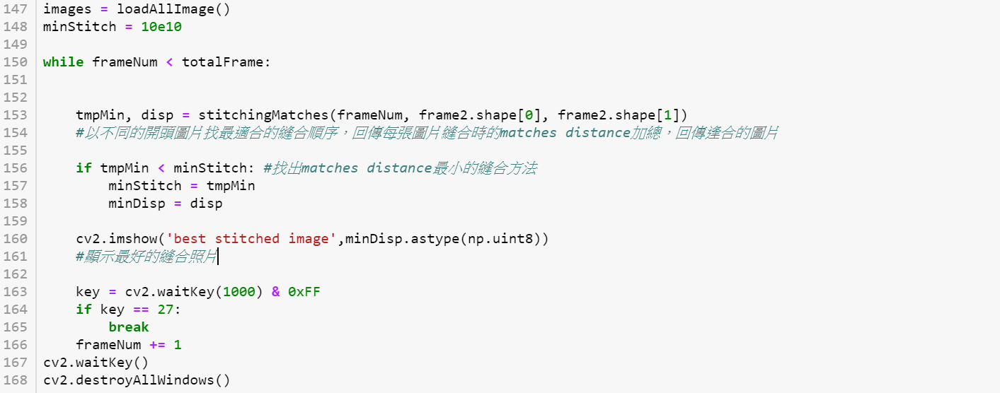 147 images = loadAllImage()
148 minStitch = 10e10
149
150 while frameNum < totalFrame:
151
152
153     tmpMin, disp = stitchingMatches(frameNum, frame2.shape[0], frame2.shape[1])
154     #以不同的開頭圖片找最適合的縫合順序，回傳每張圖片縫合時的matches distance加總，回傳逢合的圖片
155
156     if tmpMin < minStitch: #找出matches distance最小的縫合方法
157         minStitch = tmpMin
158         minDisp = disp
159
160     cv2.imshow('best stitched image',minDisp.astype(np.uint8))
161     #顯示最好的縫合照片
162
163     key = cv2.waitKey(1000) & 0xFF
164     if key == 27:
165         break
166     frameNum += 1
167 cv2.waitKey()
168 cv2.destroyAllWindows()